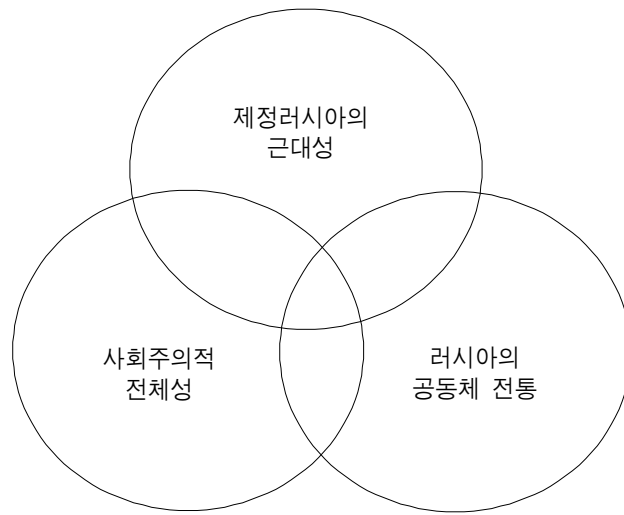 제정러시아의
근대성
사회주의적
전체성
러시아의
공동체 전통